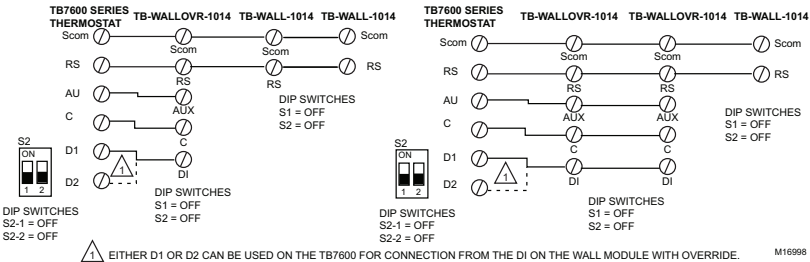 TB7600 SERIES
THERMOSTAT
TB-WALLOVR-1014 TB-WALL-1014 TB-WALL-1014
Scom
Scom
Scom
Scom
RS
RS
RS
RS
AU
AUX
C
C
D1
DI
D2
1
S2
ON
1 2
DIP SWITCHES
S2-1 = OFF
S2-2 = OFF
DIP SWITCHES
S1 = OFF
S2 = OFF
DIP SWITCHES
S1 = OFF
S2 = OFF
TB7600 SERIES
THERMOSTAT
TB-WALLOVR-1014 TB-WALLOVR-1014 TB-WALL-1014
Scom
Scom
Scom
Scom
RS
RS
RS
RS
AU
AUX
AUX
C
C
C
D1
DI
DI
D2
1
S2
ON
1 2
DIP SWITCHES
S2-1 = OFF
S2-2 = OFF
DIP SWITCHES
S1 = OFF
S2 = OFF
DIP SWITCHES
S1 = OFF
S2 = OFF
1 EITHER D1 OR D2 CAN BE USED ON THE TB7600 FOR CONNECTION FROM THE DI ON THE WALL MODULE WITH OVERRIDE.
M16998